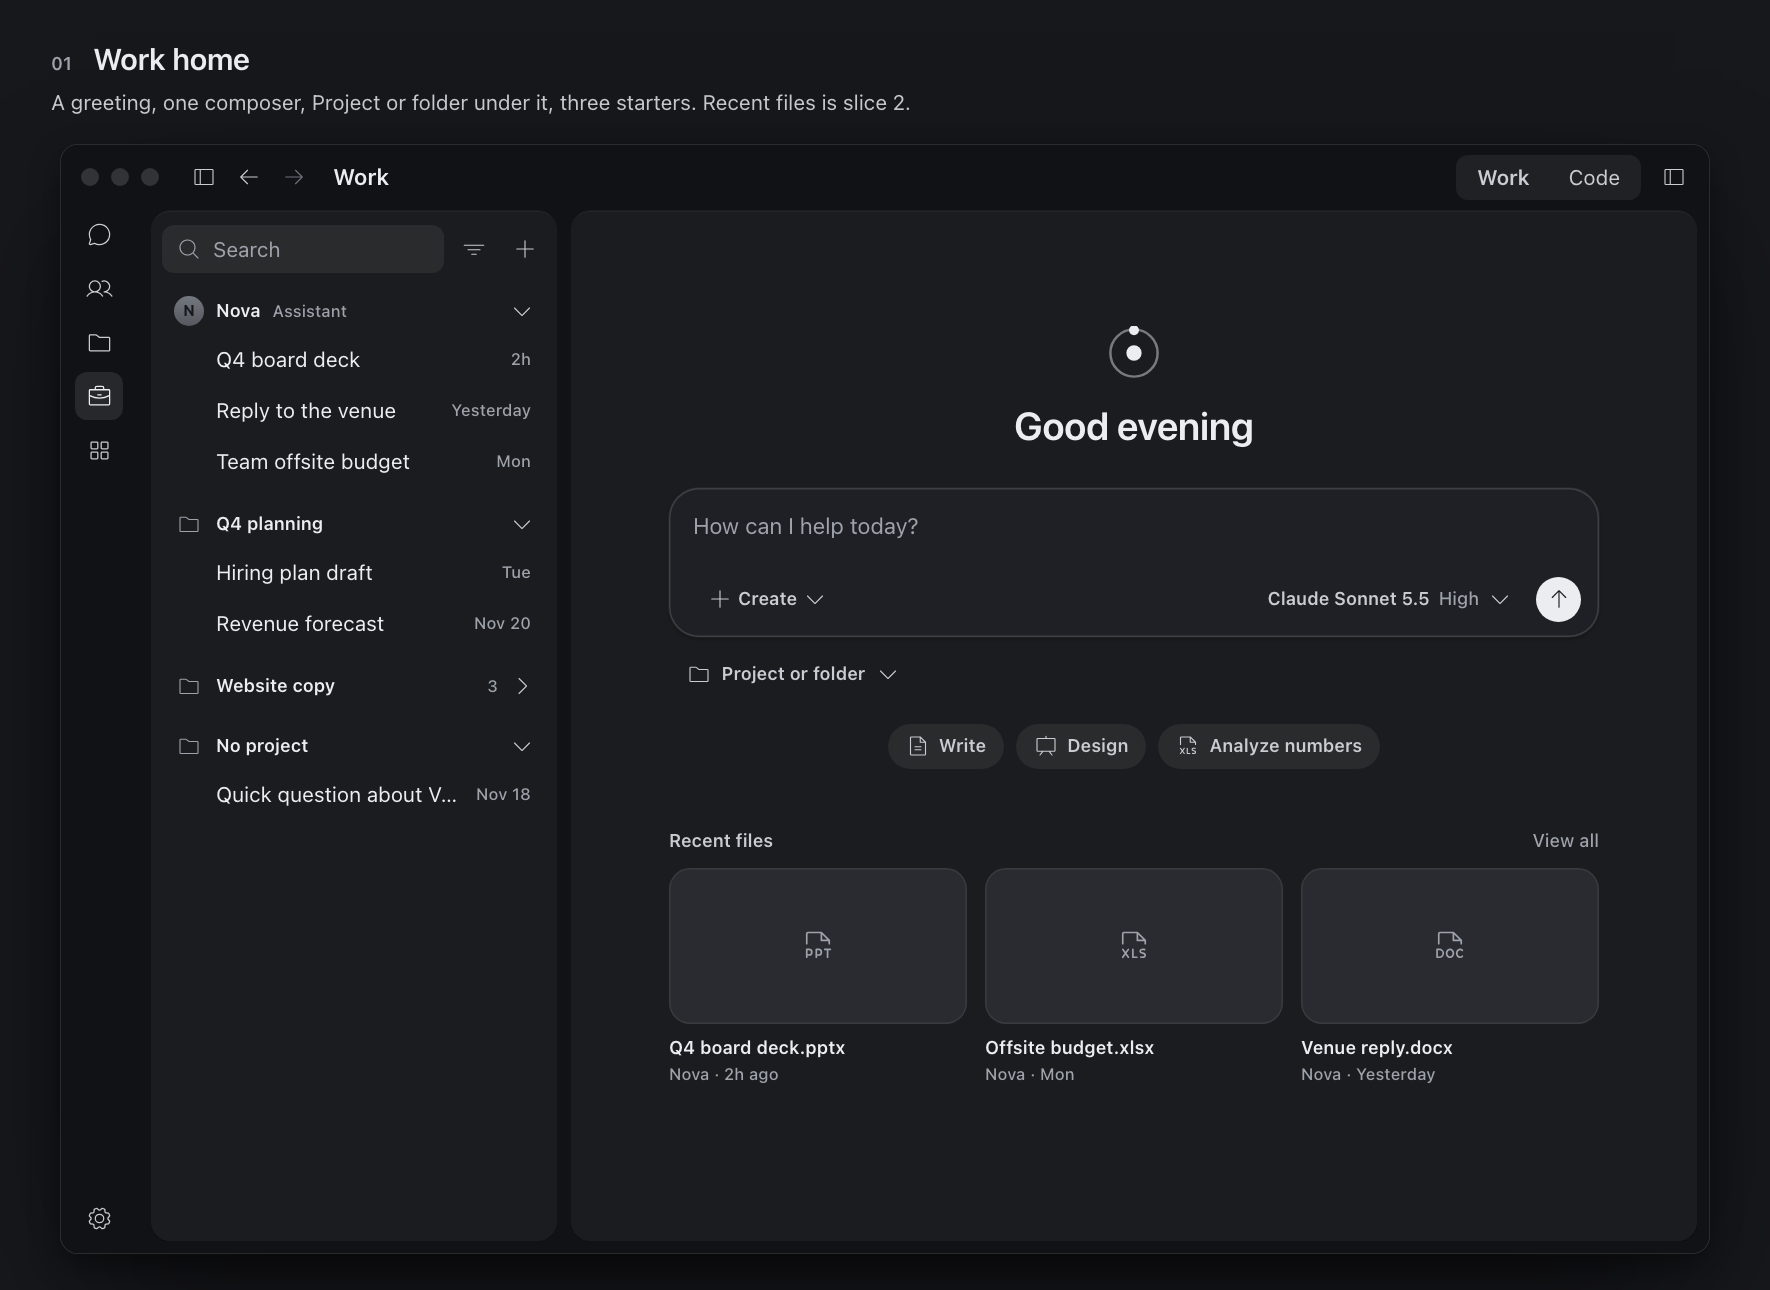 01 Work home
A greeting, one composer, Project or folder under it, three starters. Recent files is slice 2.
Work
Work Code
Search
N Nova Assistant
Q4 board deck 2h
Reply to the venue Yesterday
Team offsite budget Mon
Q4 planning
Hiring plan draft Tue
Revenue forecast Nov 20
Website copy 3
No project
Quick question about V... Nov 18
Good evening
How can I help today?
Create Claude Sonnet 5.5 High
Project or folder
Write Design XLS Analyze numbers
Recent files View all
PPT XLS DOC
Q4 board deck.pptx Offsite budget.xlsx Venue reply.docx
Nova · 2h ago Nova · Mon Nova · Yesterday